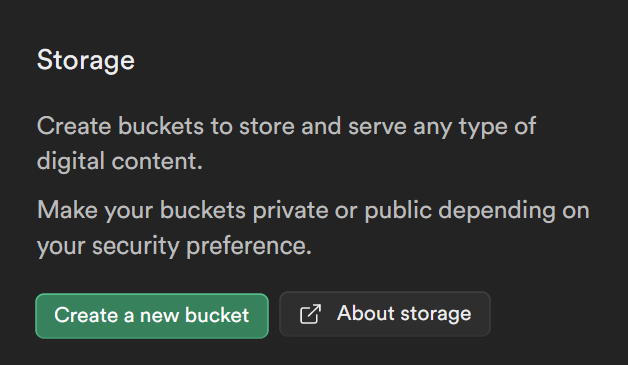 Storage
Create buckets to store and serve any type of
digital content.
Make your buckets private or public depending on
your security preference.
Create a new bucket
About storage